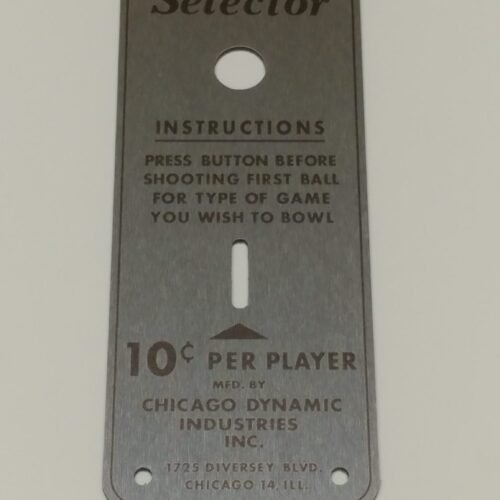 Selector
INSTRUCTIONS
PRESS BUTTON BEFORE
SHOOTING FIRST BALL
FOR TYPE OF GAME
YOU WISH TO BOWL
10¢ PER PLAYER
MFD. BY
CHICAGO DYNAMIC
INDUSTRIES
INC.
1725 DIVERSEY BLVD.
CHICAGO 14, ILL.